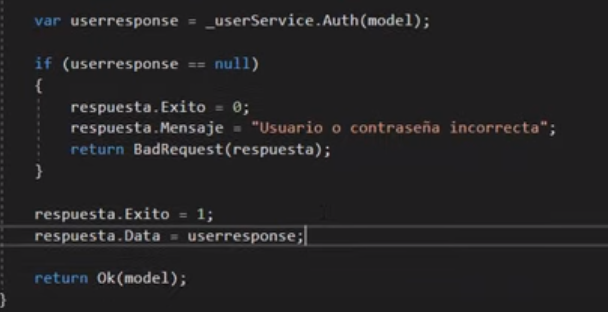 var userresponse = _userService.Auth(model);
if (userresponse == null)
{
respuesta.Exito = 0;
respuesta.Mensaje = "Usuario o contraseña incorrecta";
return BadRequest(respuesta);
}
respuesta.Exito = 1;
respuesta.Data = userresponse;
return Ok(model);
}